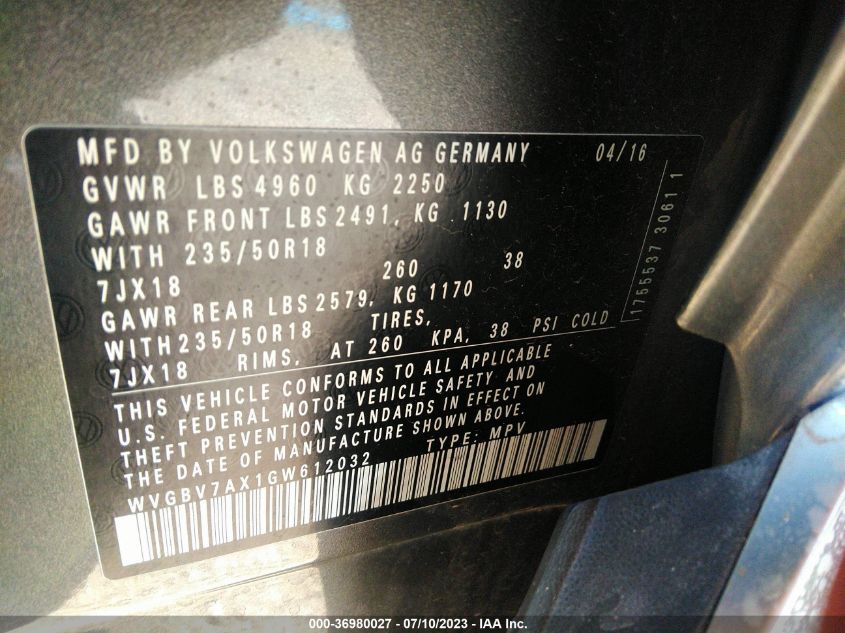 MFD BY VOLKSWAGEN AG GERMANY 04/16
GVWR LBS 4960 KG 2250
GAWR FRONT LBS 2491, KG 1130
WITH 235/50R18
7JX18 260 38
GAWR REAR LBS 2579, KG 1170
WITH 235/50R18 TIRES,
7JX18 RIMS, AT 260 KPA, 38 PSI COLD
THIS VEHICLE CONFORMS TO ALL APPLICABLE
U.S. FEDERAL MOTOR VEHICLE SAFETY AND
THEFT PREVENTION STANDARDS IN EFFECT ON
THE DATE OF MANUFACTURE SHOWN ABOVE.
WVGBV7AX1GW612032 TYPE: MPV
1755537 3061 1
000-36980027 - 07/10/2023 - IAA Inc.